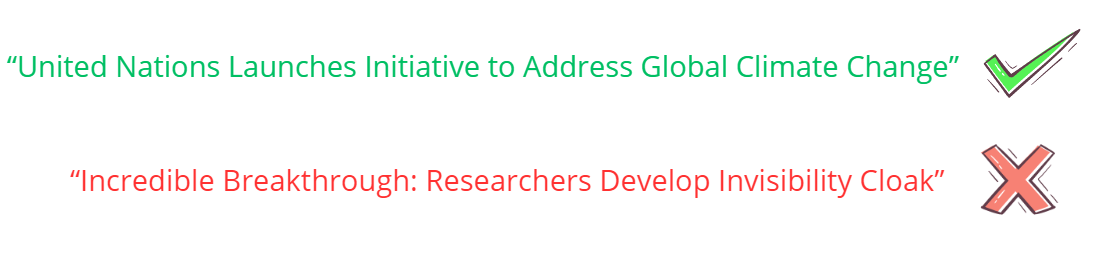 “United Nations Launches Initiative to Address Global Climate Change”
“Incredible Breakthrough: Researchers Develop Invisibility Cloak”